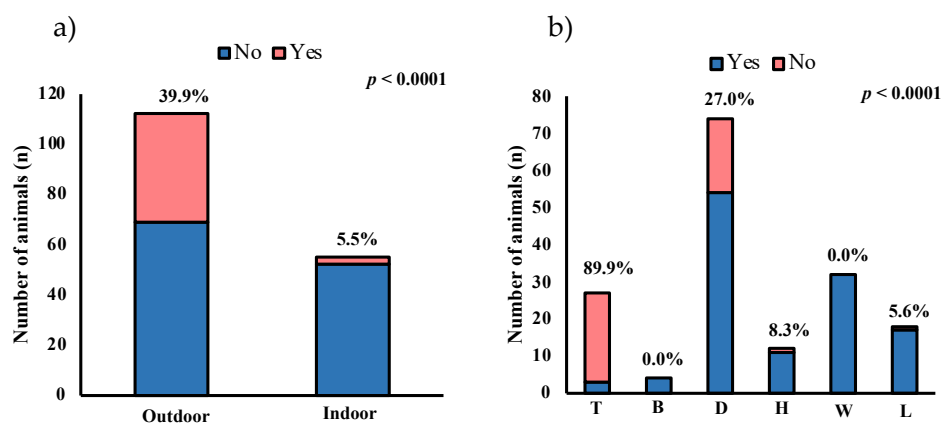 a)
No Yes
p < 0.0001
Number of animals (n)
120
100
80
60
40
20
0
39.9%
5.5%
Outdoor Indoor
b)
Yes No
p < 0.0001
Number of animals (n)
80
70
60
50
40
30
20
10
0
89.9%
0.0%
27.0%
8.3%
0.0%
5.6%
T B D H W L